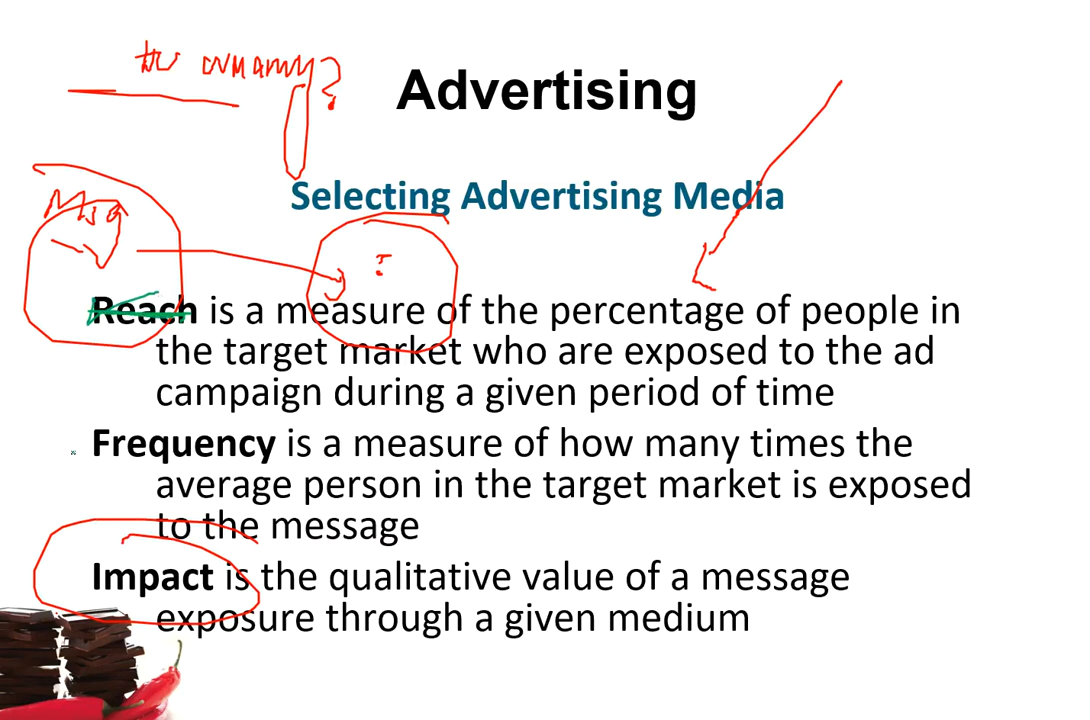 Advertising
Selecting Advertising Media
Msg
?
Reach is a measure of the percentage of people in
the target market who are exposed to the ad
campaign during a given period of time
Frequency is a measure of how many times the
average person in the target market is exposed
to the message
Impact is the qualitative value of a message
exposure through a given medium